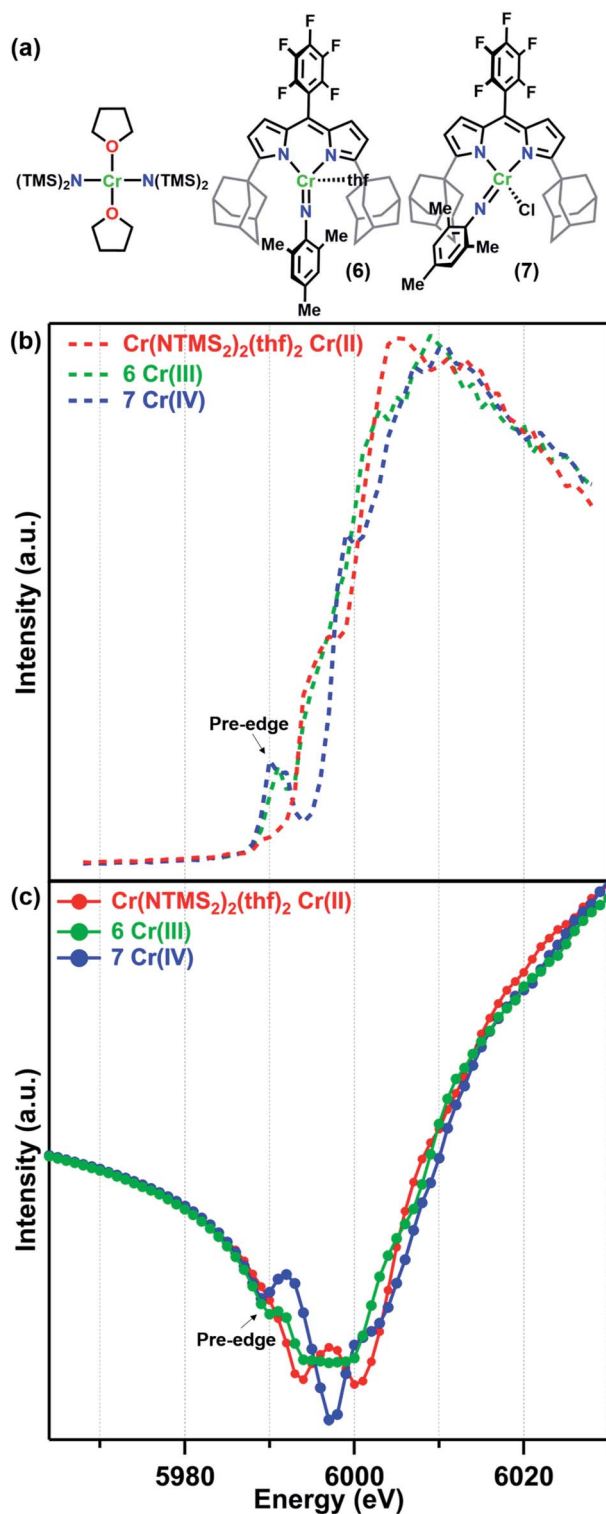 (a)
F
F F
F F
O
(TMS)₂N Cr N(TMS)₂
O
N N
Cr thf
N
Me Me
Me
(6)
F
F F
F F
N N
Cr
N Cl
Me
Me
Me
(7)
(b)
Cr(NTMS₂)₂(thf)₂ Cr(II)
6 Cr(III)
7 Cr(IV)
Pre-edge
Intensity (a.u.)
(c)
Cr(NTMS₂)₂(thf)₂ Cr(II)
6 Cr(III)
7 Cr(IV)
Pre-edge
Intensity (a.u.)
5980 6000 6020
Energy (eV)